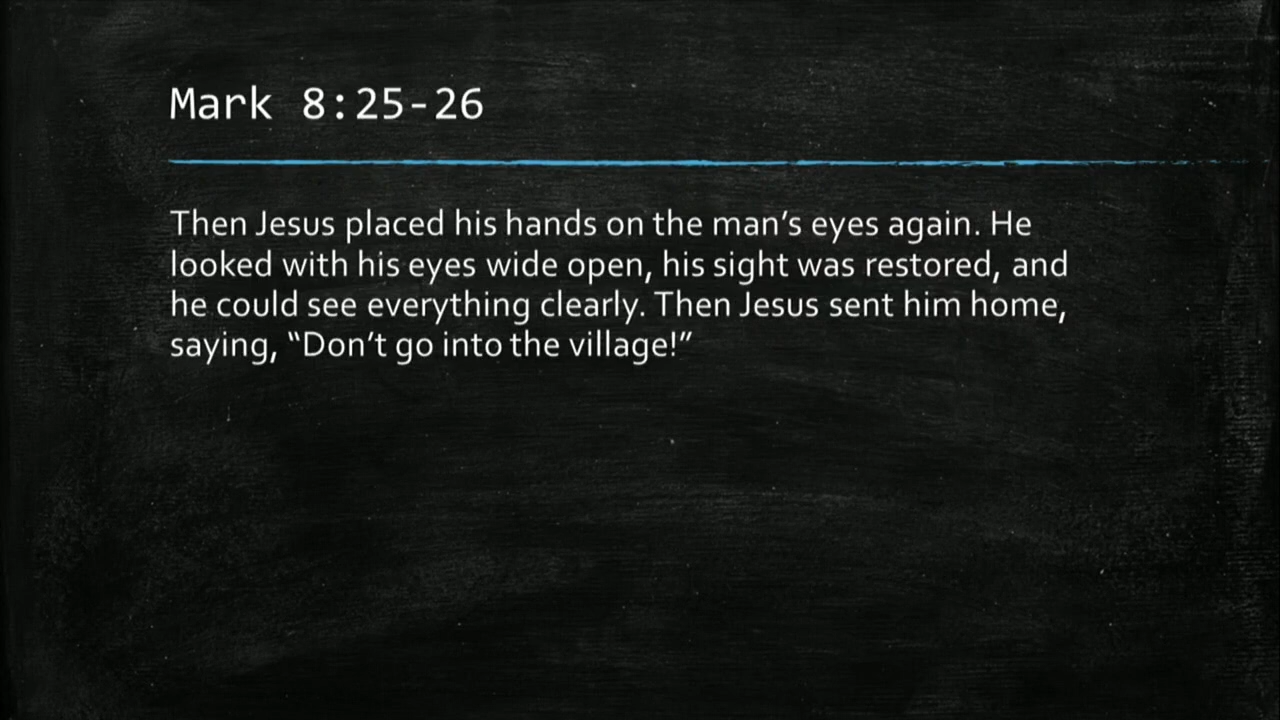 Mark 8:25-26
Then Jesus placed his hands on the man’s eyes again. He
looked with his eyes wide open, his sight was restored, and
he could see everything clearly. Then Jesus sent him home,
saying, “Don’t go into the village!”